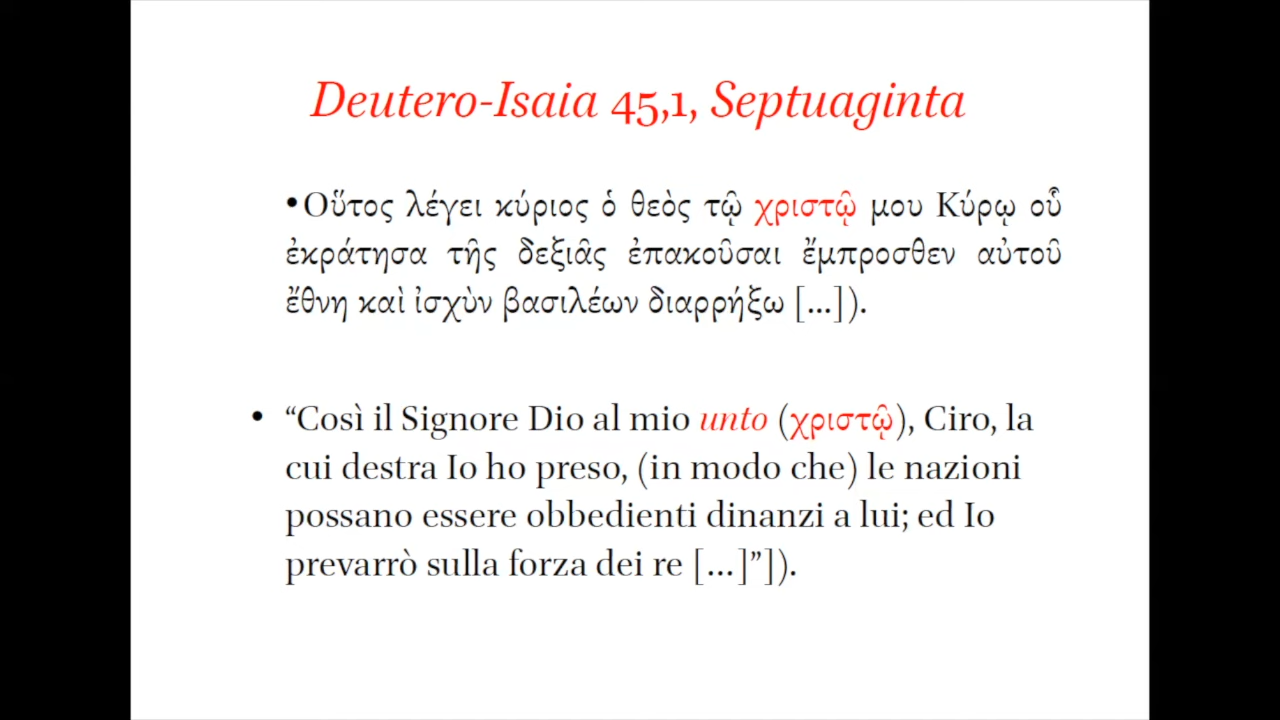 Deutero-Isaia 45,1, Septuaginta
•Οὕτος λέγει κύριος ὁ θεὸς τῷ χριστῷ μου Κύρῳ οὗ
ἐκράτησα τῆς δεξιᾶς ἐπακοῦσαι ἔμπροσθεν αὐτοῦ
ἔθνη καὶ ἰσχὺν βασιλέων διαρρήξω [...]).
• “Così il Signore Dio al mio unto (χριστῷ), Ciro, la
cui destra Io ho preso, (in modo che) le nazioni
possano essere obbedienti dinanzi a lui; ed Io
prevarrò sulla forza dei re [...]”]).